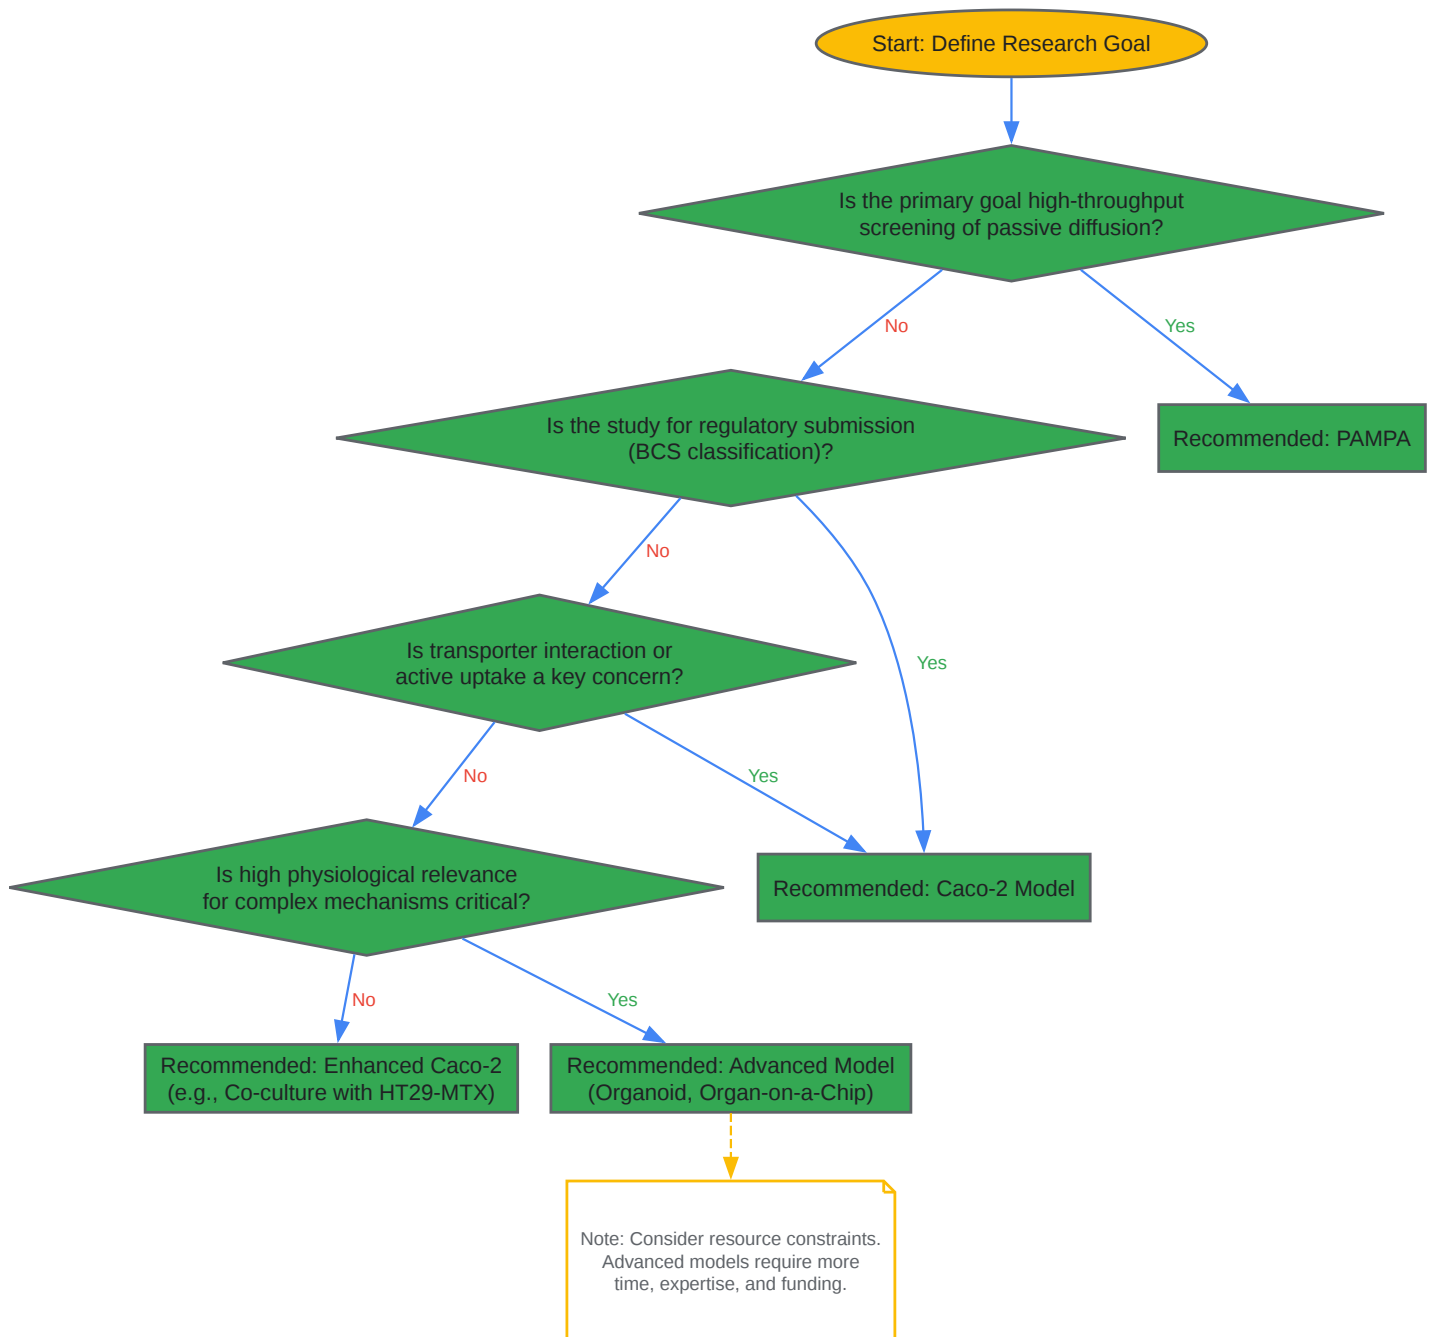 Start: Define Research Goal
Is the primary goal high-throughput
screening of passive diffusion?
No
Yes
Is the study for regulatory submission
(BCS classification)?
Recommended: PAMPA
No
Yes
Is transporter interaction or
active uptake a key concern?
No
Yes
Is high physiological relevance
for complex mechanisms critical?
Recommended: Caco-2 Model
No
Yes
Recommended: Enhanced Caco-2
(e.g., Co-culture with HT29-MTX)
Recommended: Advanced Model
(Organoid, Organ-on-a-Chip)
Note: Consider resource constraints.
Advanced models require more
time, expertise, and funding.